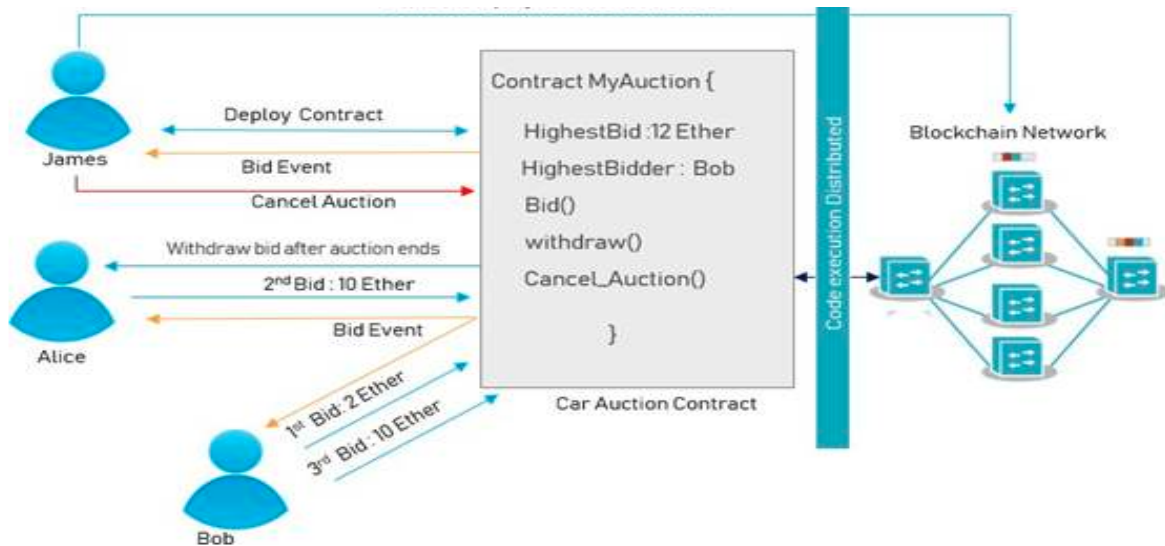 Deploy Contract
James
Bid Event
Cancel Auction
Withdraw bid after auction ends
2nd Bid : 10 Ether
Bid Event
Alice
1st Bid: 2 Ether
3rd Bid : 10 Ether
Bob
Contract MyAuction {
HighestBid :12 Ether
HighestBidder : Bob
Bid()
withdraw()
Cancel_Auction()
}
Car Auction Contract
Code execution Distributed
Blockchain Network